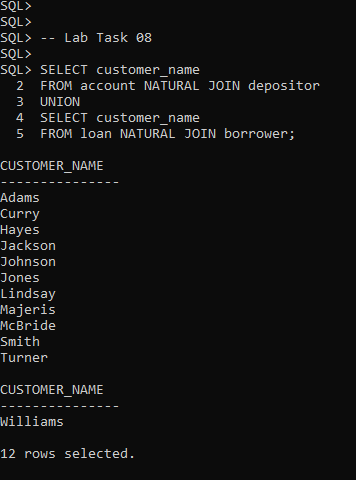 SQL>
SQL>
SQL> -- Lab Task 08
SQL>
SQL> SELECT customer_name
  2  FROM account NATURAL JOIN depositor
  3  UNION
  4  SELECT customer_name
  5  FROM loan NATURAL JOIN borrower;

CUSTOMER_NAME
---------------
Adams
Curry
Hayes
Jackson
Johnson
Jones
Lindsay
Majeris
McBride
Smith
Turner

CUSTOMER_NAME
---------------
Williams

12 rows selected.